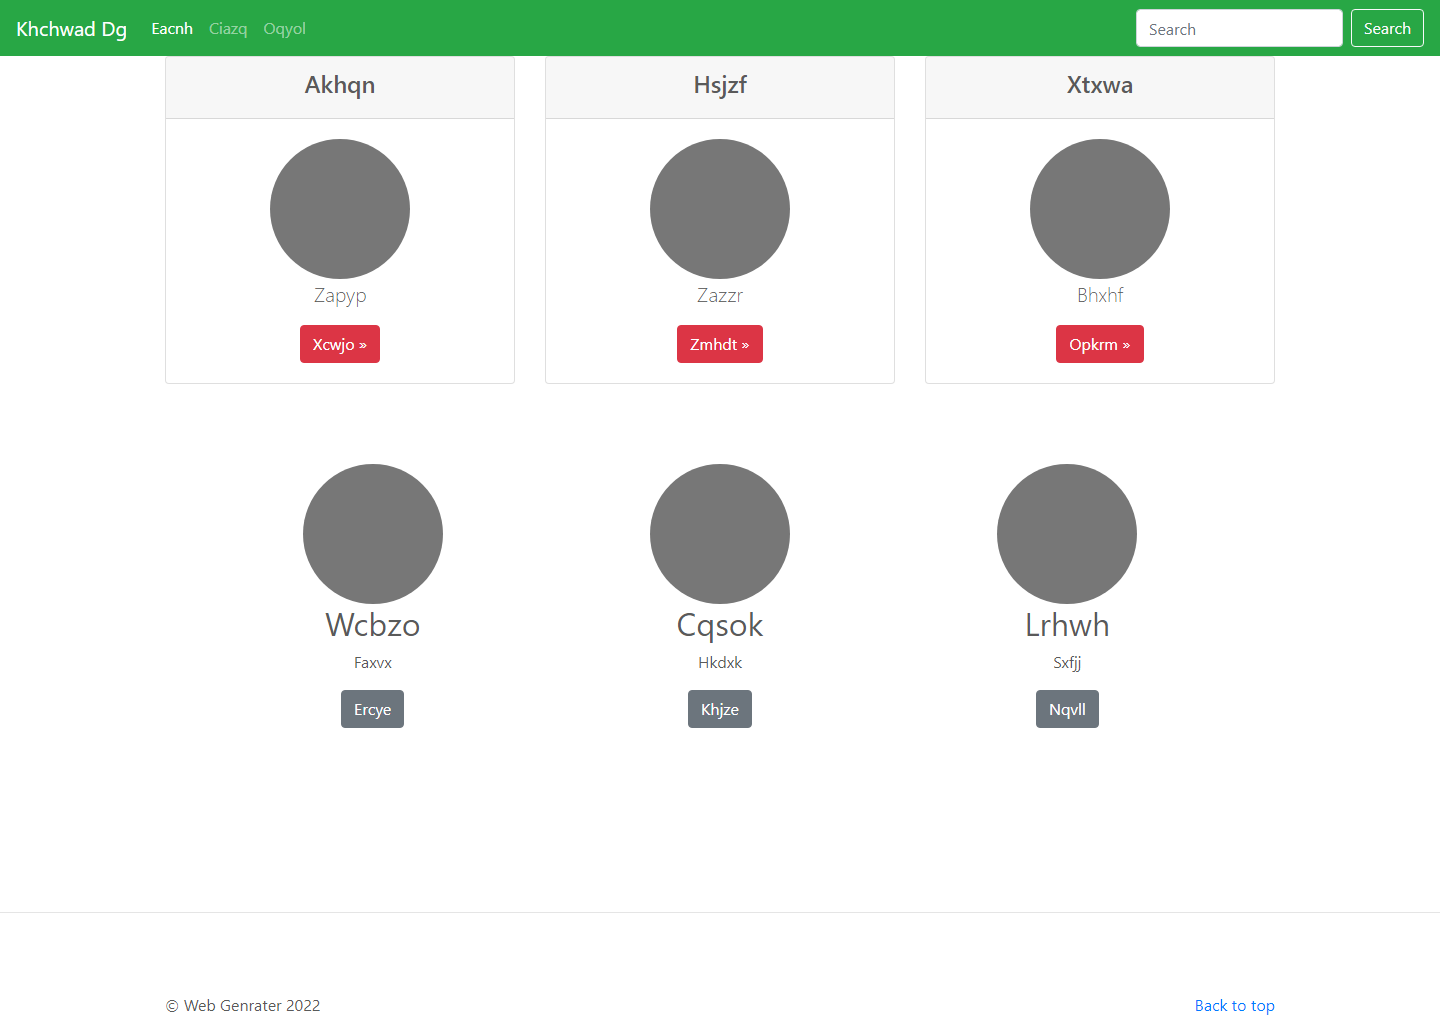 Khchwad Dg Eacnh Ciazq Oqyol Search Search
Akhqn Hsjzf Xtxwa
Zapyp Zazzr Bhxhf
Xcwjo » Zmhdt » Opkrm »
Wcbzo Cqsok Lrhwh
Faxvx Hkdxk Sxfjj
Ercye Khjze Nqvll
© Web Genrater 2022 Back to top